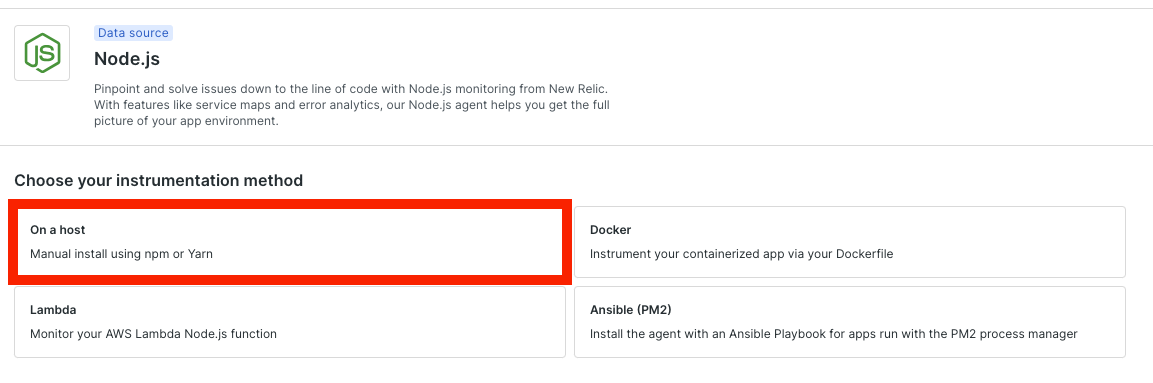 Data source
JS
Node.js
Pinpoint and solve issues down to the line of code with Node.js monitoring from New Relic.
With features like service maps and error analytics, our Node.js agent helps you get the full
picture of your app environment.
Choose your instrumentation method
On a host
Manual install using npm or Yarn
Docker
Instrument your containerized app via your Dockerfile
Lambda
Monitor your AWS Lambda Node.js function
Ansible (PM2)
Install the agent with an Ansible Playbook for apps run with the PM2 process manager